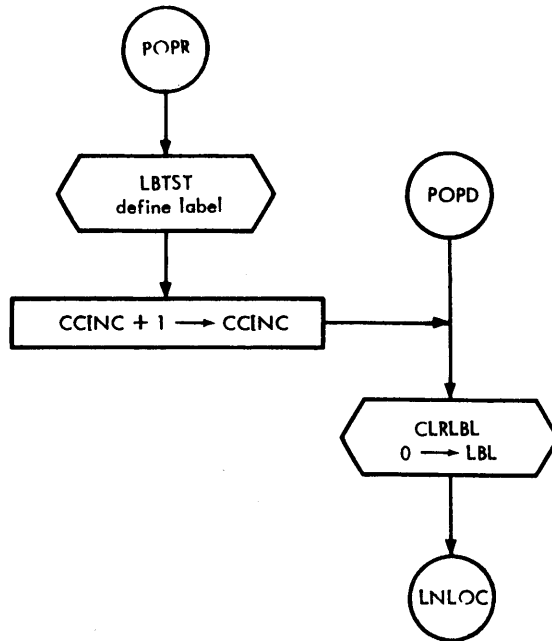 POPR
LBTST
define label
POPD
CCINC + 1 → CCINC
CLRLBL
0 → LBL
LNLOC